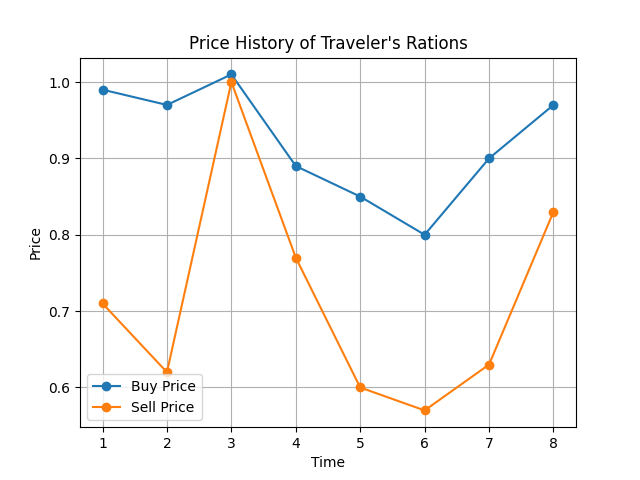 Price History of Traveler's Rations
Price
1.0
0.9
0.8
0.7
0.6
Buy Price
Sell Price
1 2 3 4 5 6 7 8
Time